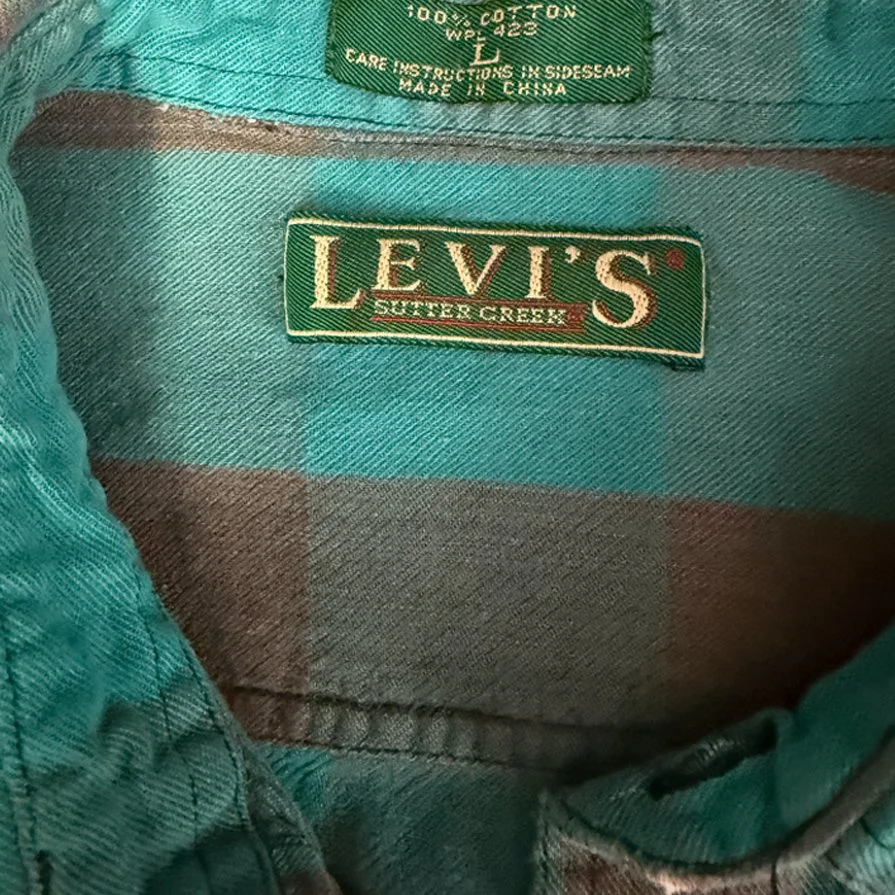 100% COTTON
WPL 423
L
CARE INSTRUCTIONS IN SIDESEAM
MADE IN CHINA
LEVI'S®
SUTTER CREEK